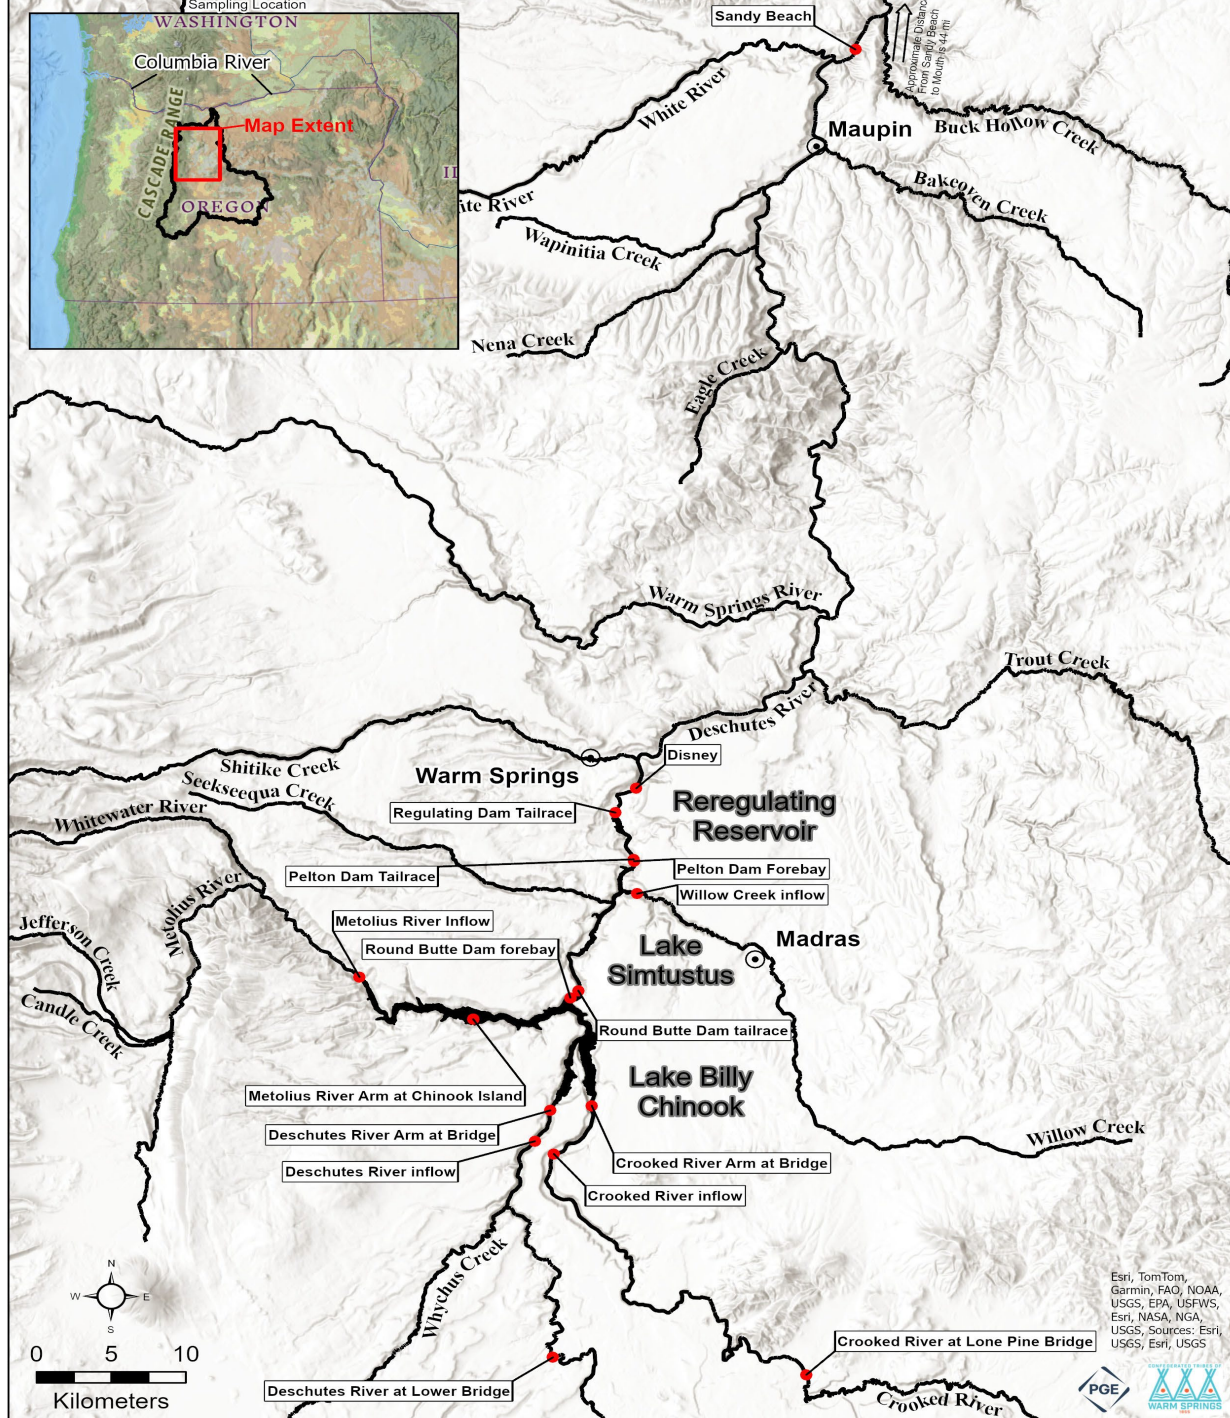 Sampling Location
WASHINGTON
Columbia River
CASCADE RANGE
Map Extent
OREGON
Sandy Beach
Approximate Distance
From Sandy Beach
to Mouth is 44 mi
White River
Maupin
Buck Hollow Creek
Bakeoven Creek
ite River
Wapinitia Creek
Nena Creek
Eagle Creek
Warm Springs River
Trout Creek
Deschutes River
Shitike Creek
Warm Springs
Disney
Seekseequa Creek
Reregulating
Reservoir
Regulating Dam Tailrace
Whitewater River
Pelton Dam Tailrace
Pelton Dam Forebay
Willow Creek inflow
Metolius River
Metolius River Inflow
Jefferson Creek
Round Butte Dam forebay
Lake
Simtustus
Madras
Candle Creek
Round Butte Dam tailrace
Lake Billy
Chinook
Metolius River Arm at Chinook Island
Deschutes River Arm at Bridge
Willow Creek
Deschutes River inflow
Crooked River Arm at Bridge
Crooked River inflow
Whychus Creek
N
W E
S
Esri, TomTom,
Garmin, FAO, NOAA,
USGS, EPA, USFWS,
Esri, NASA, NGA,
USGS, Sources: Esri,
USGS, Esri, USGS
Crooked River at Lone Pine Bridge
0 5 10
Kilometers
Deschutes River at Lower Bridge
Crooked River
PGE
CONFEDERATED TRIBES OF
WARM SPRINGS